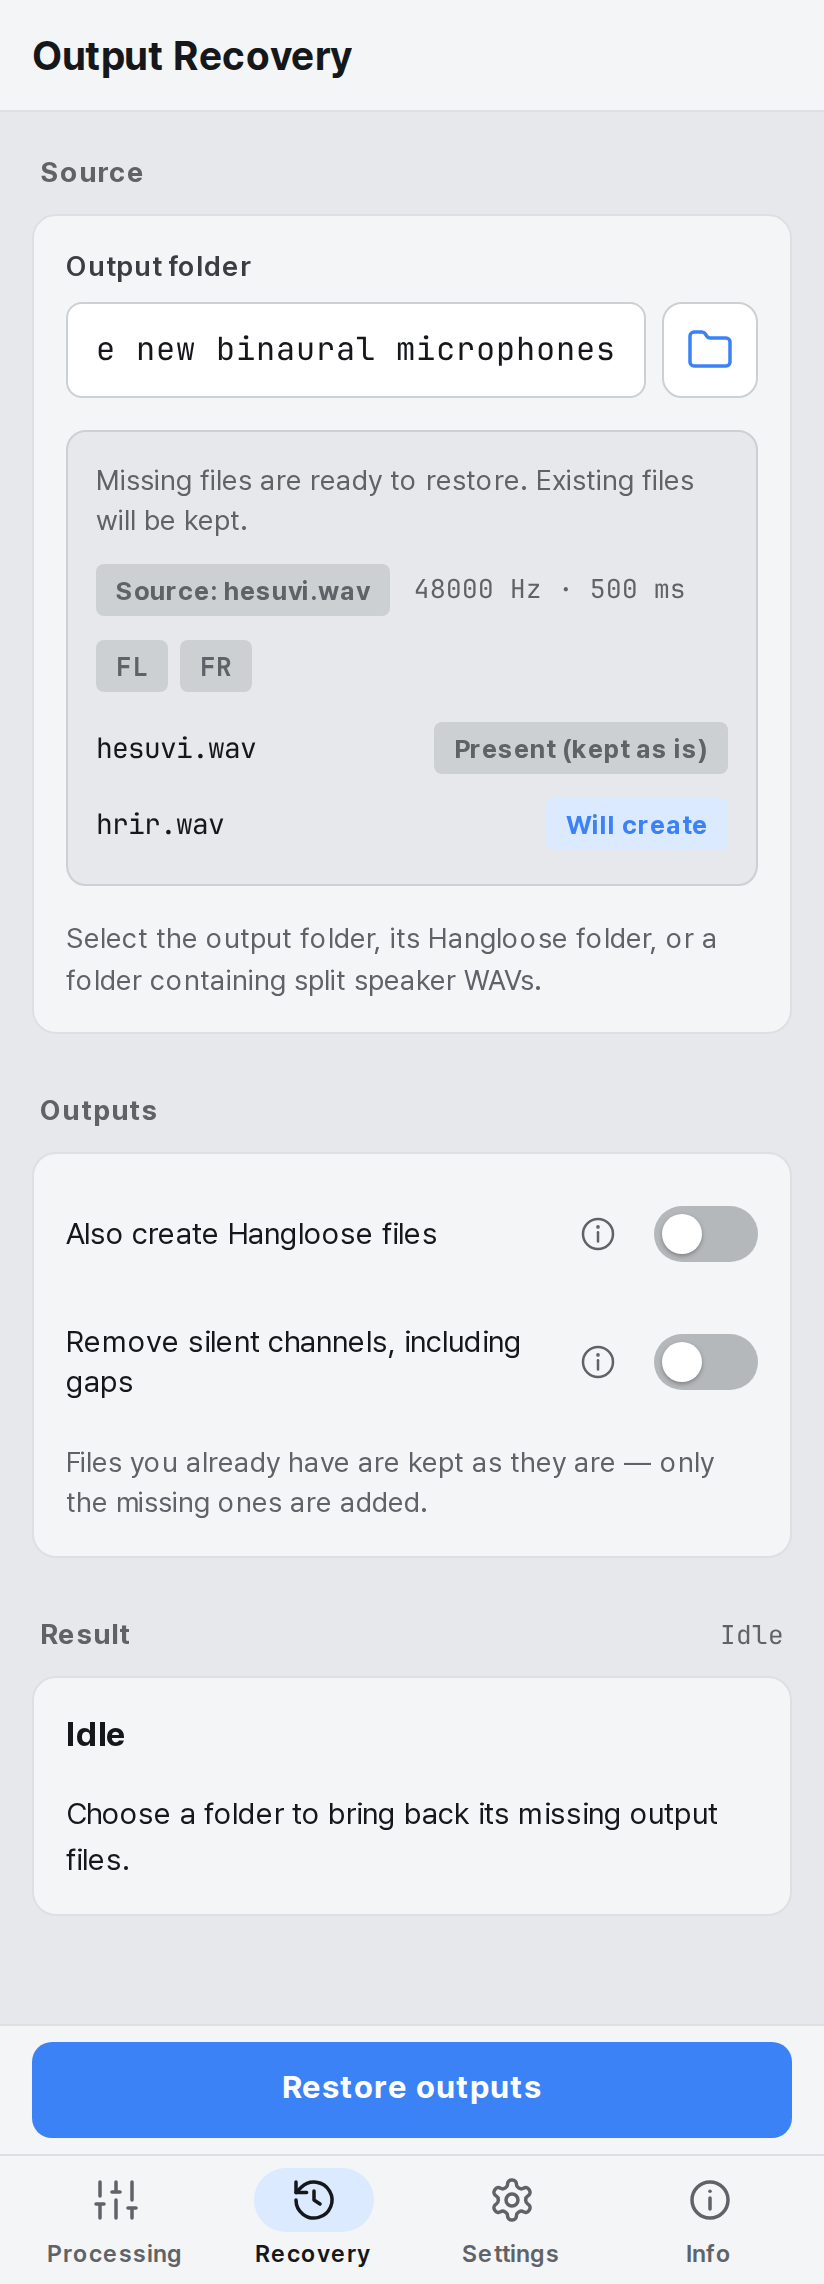 Output Recovery
Source
Output folder
e new binaural microphones
Missing files are ready to restore. Existing files
will be kept.
Source: hesuvi.wav 48000 Hz · 500 ms
FL FR
hesuvi.wav Present (kept as is)
hrir.wav Will create
Select the output folder, its Hangloose folder, or a
folder containing split speaker WAVs.
Outputs
Also create Hangloose files
Remove silent channels, including
gaps
Files you already have are kept as they are — only
the missing ones are added.
Result Idle
Idle
Choose a folder to bring back its missing output
files.
Restore outputs
Processing Recovery Settings Info